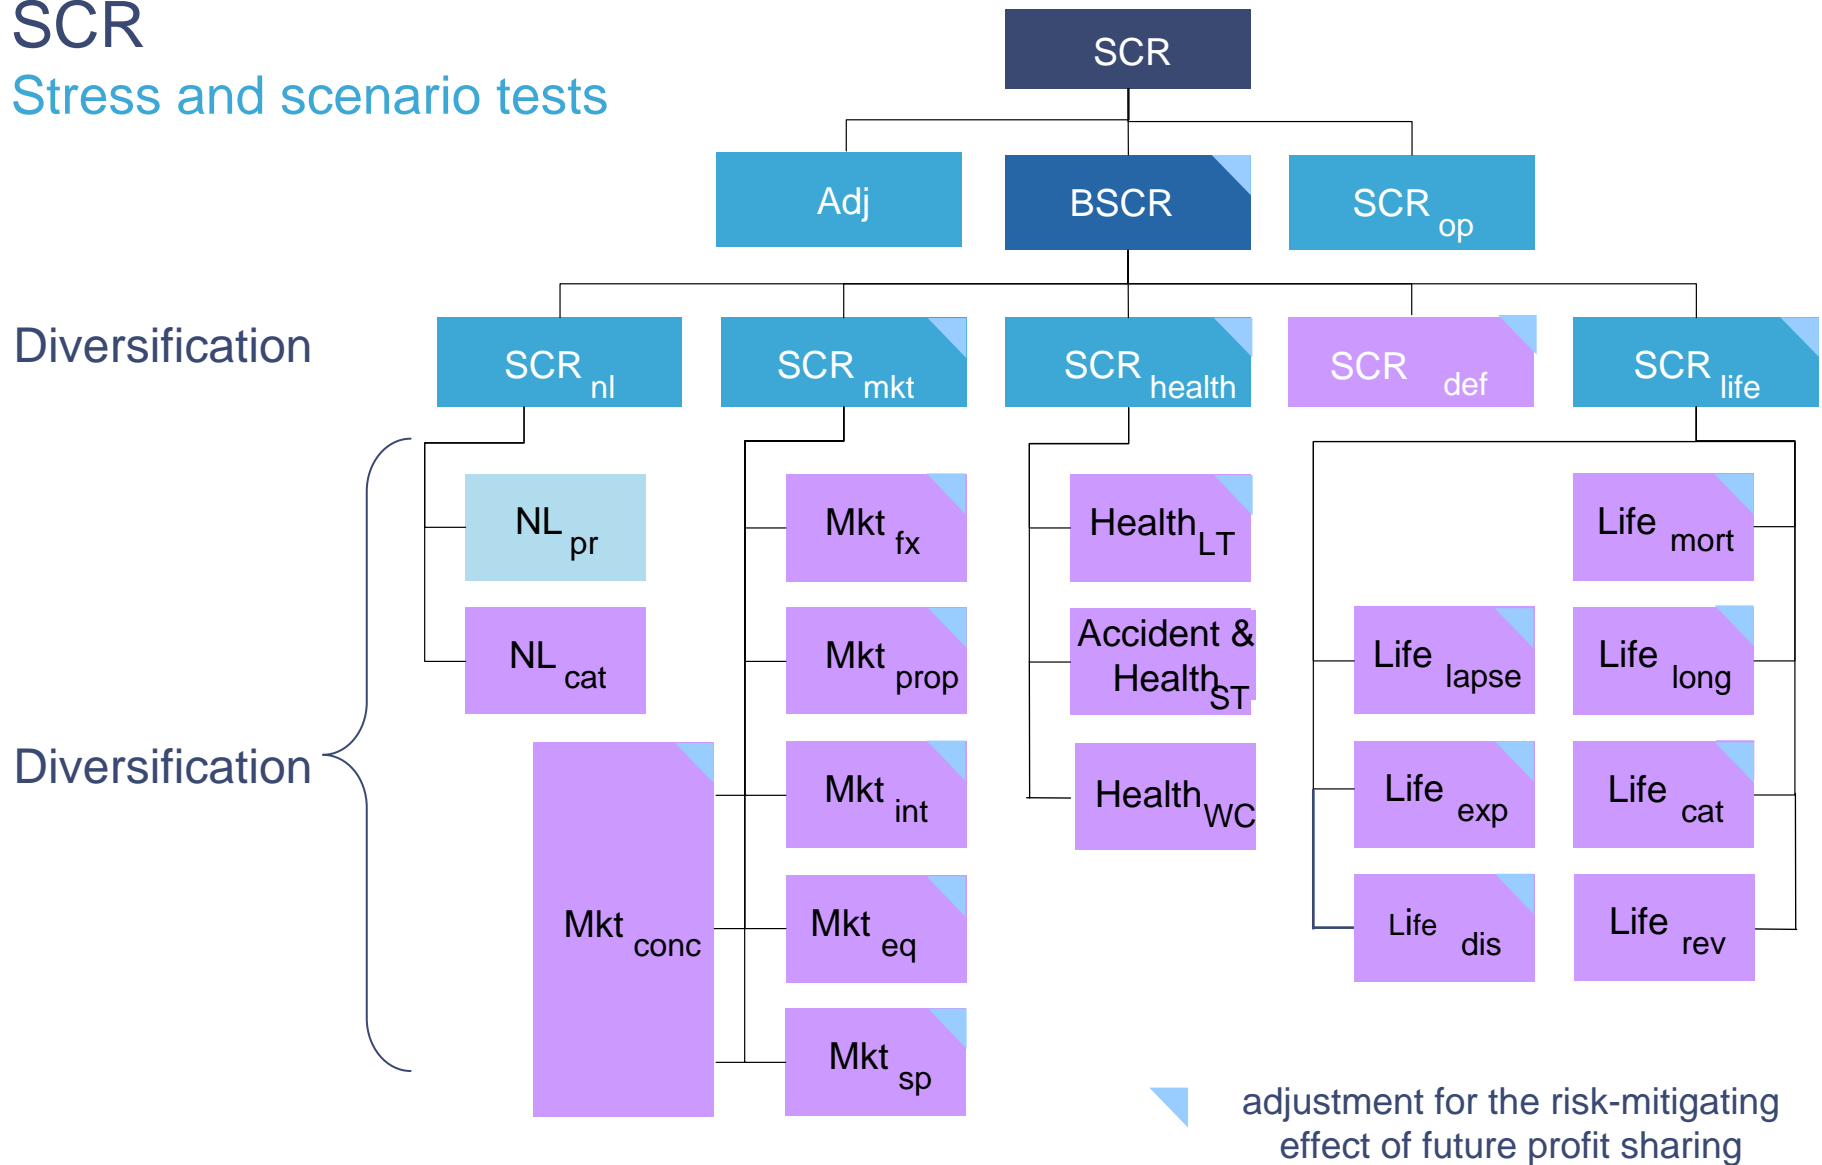 SCR
Stress and scenario tests
SCR
Adj
BSCR
SCR op
Diversification
SCR nl
SCR mkt
SCR health
SCR def
SCR life
NL pr
Mkt fx
Health LT
Life mort
NL cat
Mkt prop
Accident &
Health ST
Life lapse
Life long
Diversification
Mkt conc
Mkt int
Health WC
Life exp
Life cat
Mkt eq
Life dis
Life rev
Mkt sp
adjustment for the risk-mitigating
effect of future profit sharing